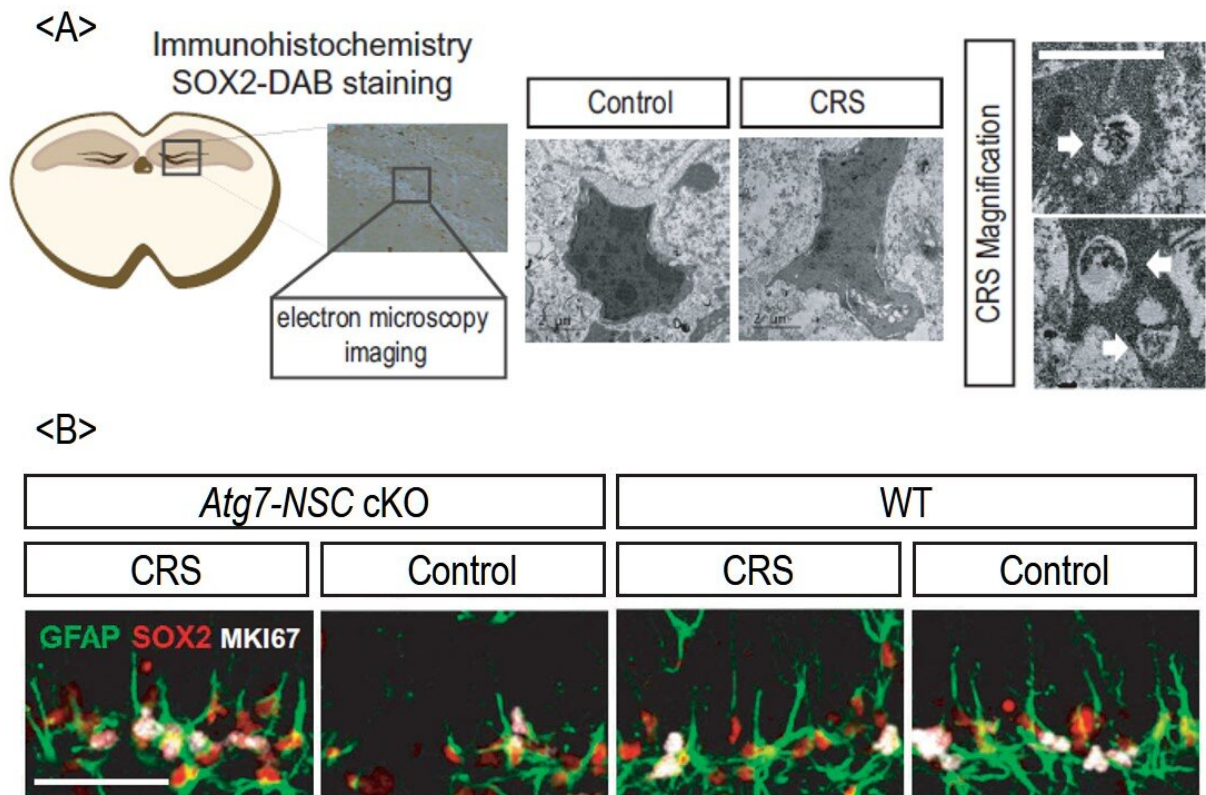 <A>
Immunohistochemistry
SOX2-DAB staining
electron microscopy
imaging
Control
CRS
2 µm
2 µm
CRS Magnification
<B>
Atg7-NSC cKO
WT
CRS
Control
CRS
Control
GFAP SOX2 MKI67